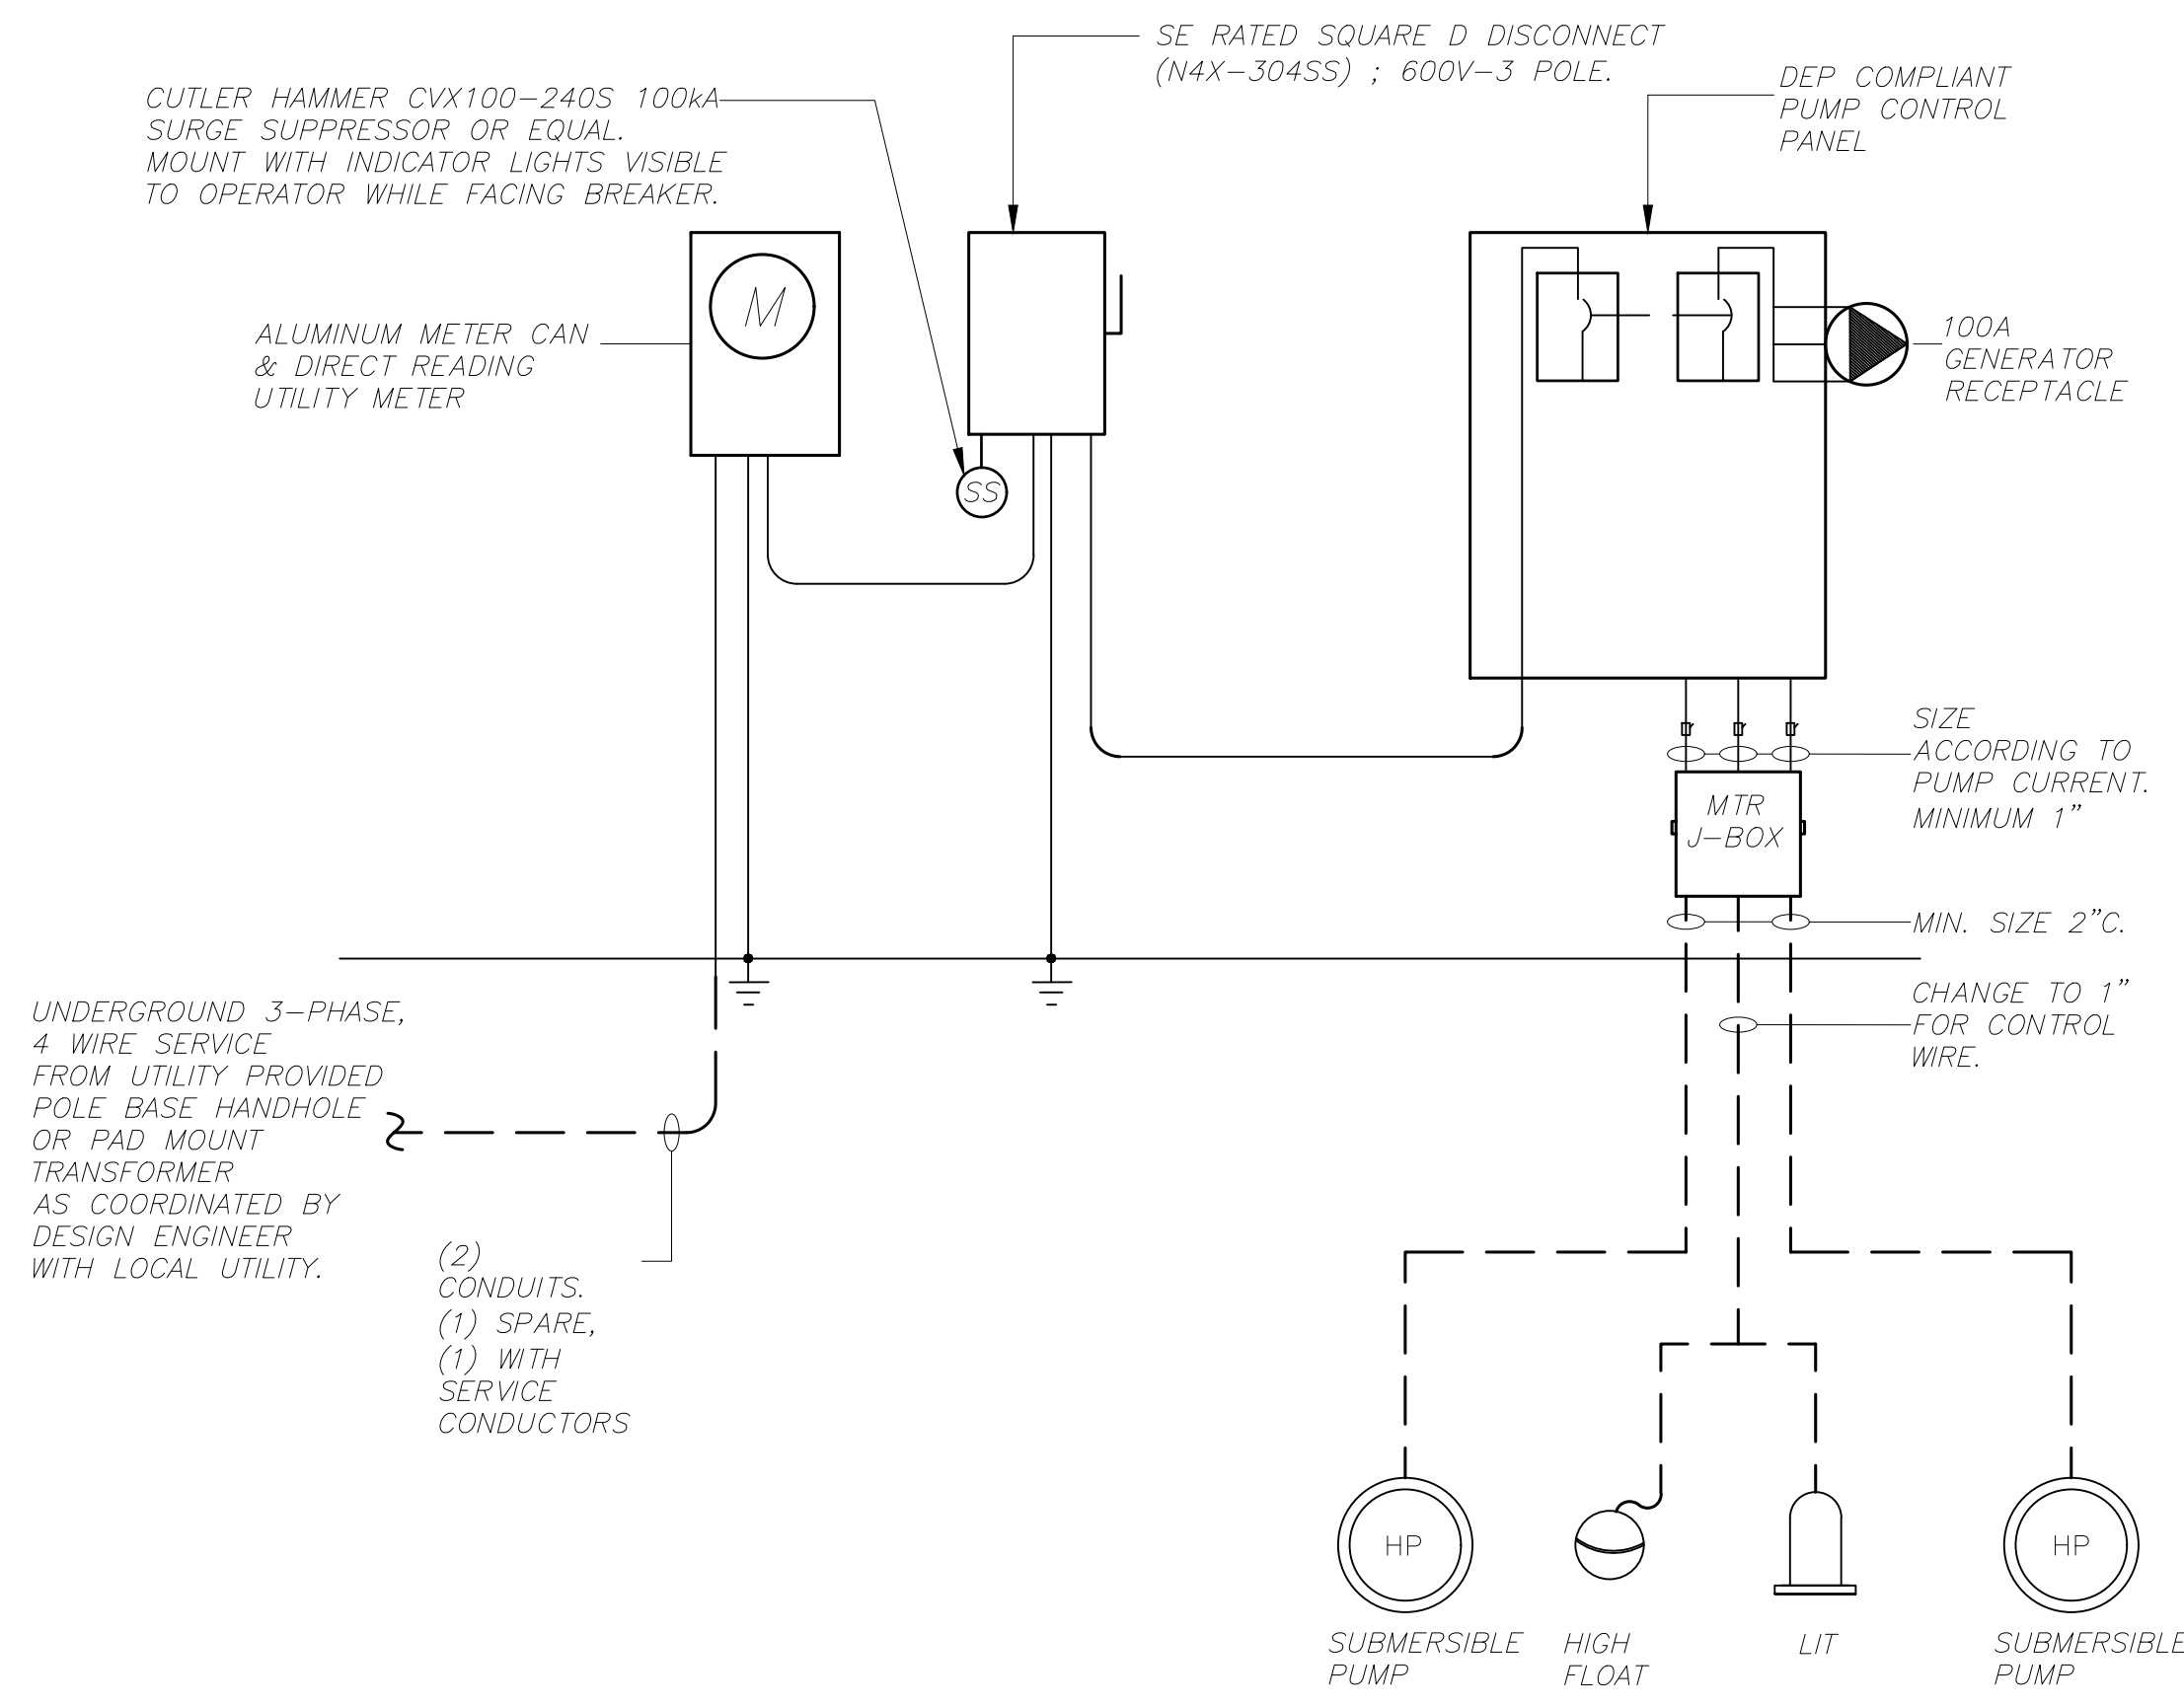 SE RATED SQUARE D DISCONNECT
(N4X-304SS) ; 600V-3 POLE.
DEP COMPLIANT
PUMP CONTROL
PANEL
CUTLER HAMMER CVX100-240S 100kA
SURGE SUPPRESSOR OR EQUAL.
MOUNT WITH INDICATOR LIGHTS VISIBLE
TO OPERATOR WHILE FACING BREAKER.
M
ALUMINUM METER CAN
& DIRECT READING
UTILITY METER
100A
GENERATOR
RECEPTACLE
SS
SIZE
ACCORDING TO
PUMP CURRENT.
MINIMUM 1"
MTR
J-BOX
MIN. SIZE 2"C.
CHANGE TO 1"
FOR CONTROL
WIRE.
UNDERGROUND 3-PHASE,
4 WIRE SERVICE
FROM UTILITY PROVIDED
POLE BASE HANDHOLE
OR PAD MOUNT
TRANSFORMER
AS COORDINATED BY
DESIGN ENGINEER
WITH LOCAL UTILITY.
(2)
CONDUITS.
(1) SPARE,
(1) WITH
SERVICE
CONDUCTORS
HP
HP
SUBMERSIBLE
PUMP
HIGH
FLOAT
LIT
SUBMERSIBLE
PUMP